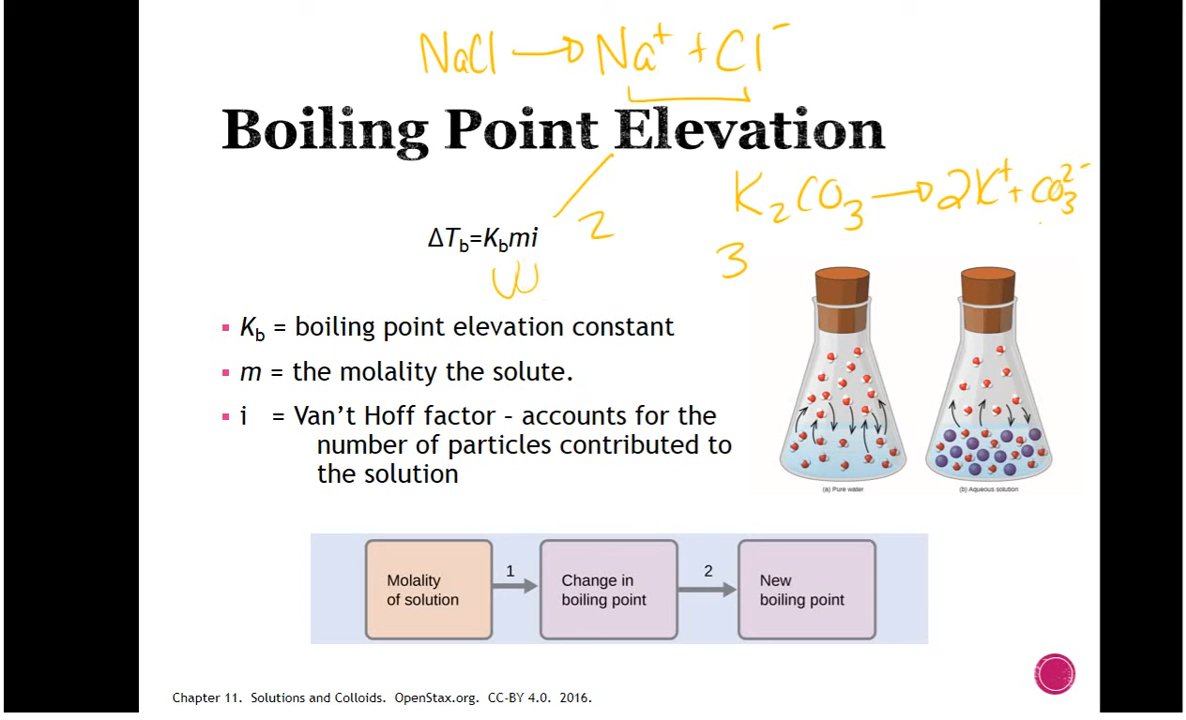 NaCl → Na⁺ + Cl⁻
Boiling Point Elevation
K₂CO₃ → 2K⁺ + CO₃²⁻
2
ΔT_b=K_bmi
3
▪ K_b = boiling point elevation constant
▪ m = the molality the solute.
▪ i = Van’t Hoff factor - accounts for the
number of particles contributed to
the solution
(a) Pure water
(b) Aqueous solution
Molality
of solution
1
Change in
boiling point
2
New
boiling point
Chapter 11. Solutions and Colloids. OpenStax.org. CC-BY 4.0. 2016.